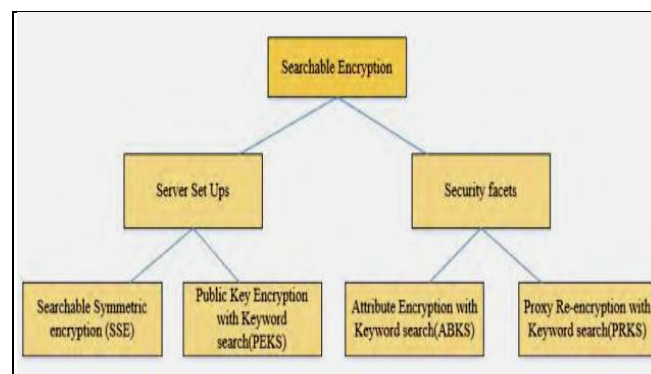 Searchable Encryption
Server Set Ups
Security facets
Searchable Symmetric
encryption (SSE)
Public Key Encryption
with Keyword
search(PEKS)
Attribute Encryption with
Keyword search(ABKS)
Proxy Re-encryption with
Keyword search(PRKS)